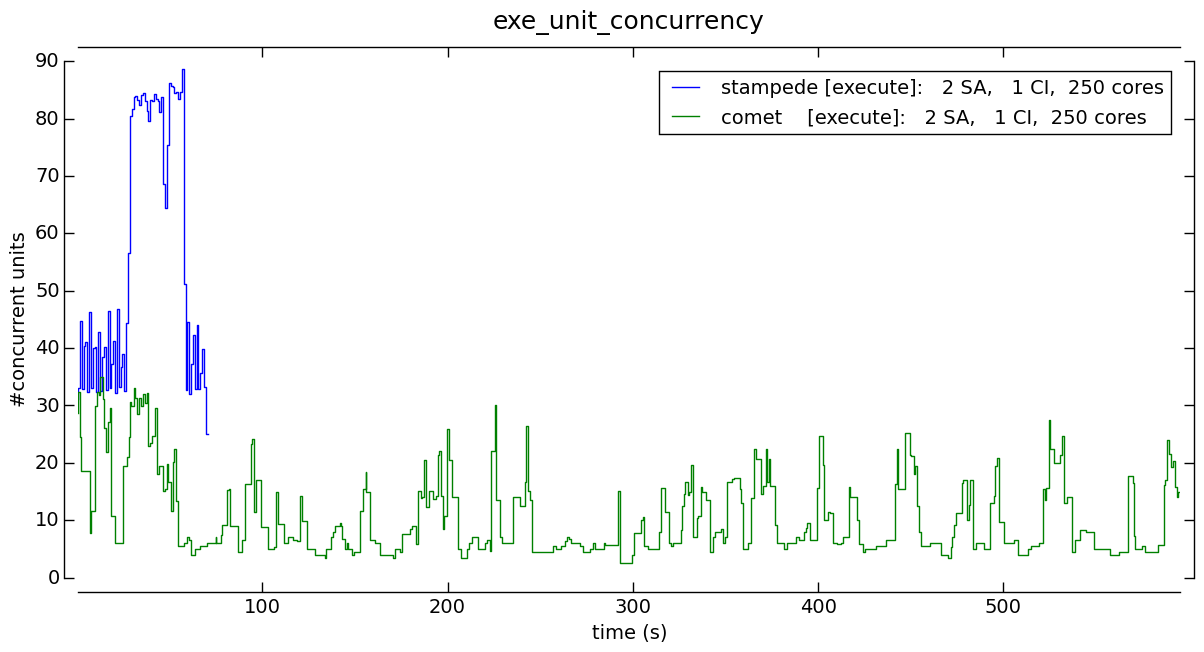 exe_unit_concurrency
90
80
70
60
50
40
30
20
10
0
#concurrent units
stampede [execute]:   2 SA,   1 CI,  250 cores
comet    [execute]:   2 SA,   1 CI,  250 cores
100 200 300 400 500
time (s)